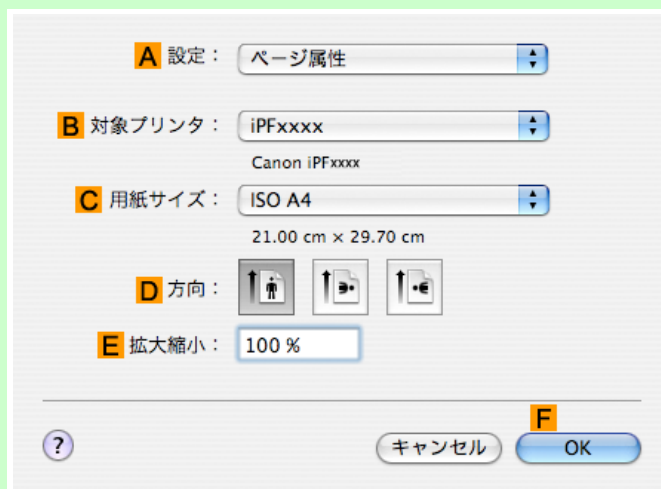 A 設定： ページ属性
B 対象プリンタ： iPFxxxx
Canon iPFxxxx
C 用紙サイズ： ISO A4
21.00 cm × 29.70 cm
D 方向：
E 拡大縮小： 100 %
F
? キャンセル OK